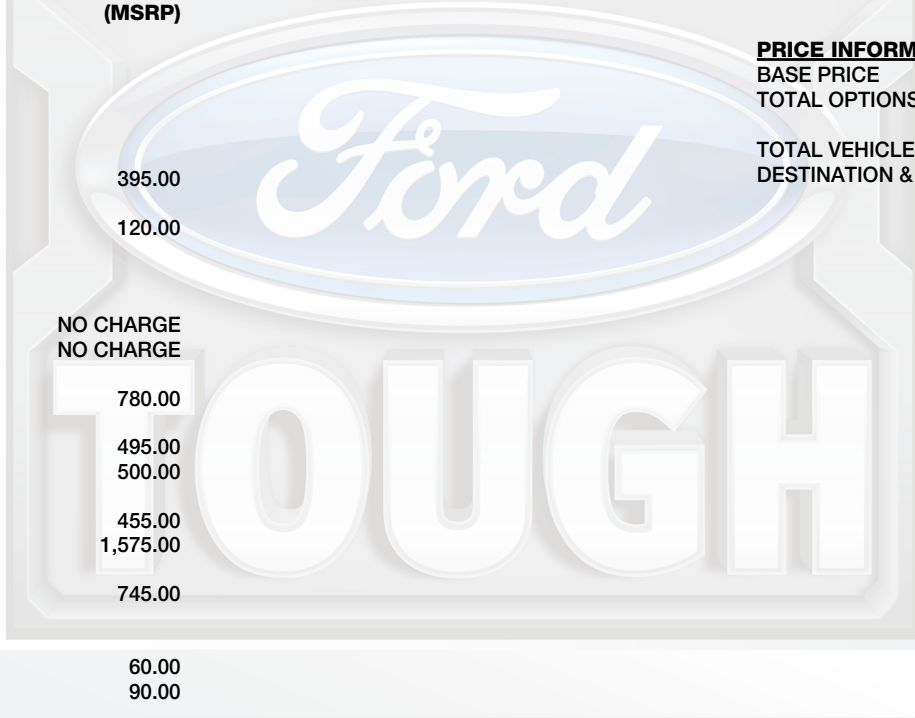 (MSRP)
PRICE INFORM
BASE PRICE
TOTAL OPTIONS
TOTAL VEHICLE
DESTINATION &
395.00
120.00
NO CHARGE
NO CHARGE
780.00
495.00
500.00
455.00
1,575.00
745.00
60.00
90.00
Ford
TOUGH